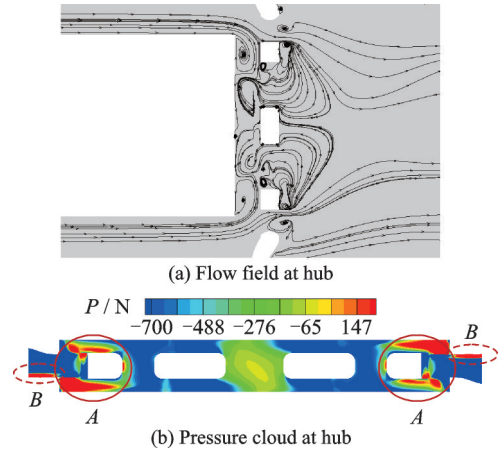 (a) Flow field at hub
P / N
−700 −488 −276 −65 147
B
B
A
A
(b) Pressure cloud at hub